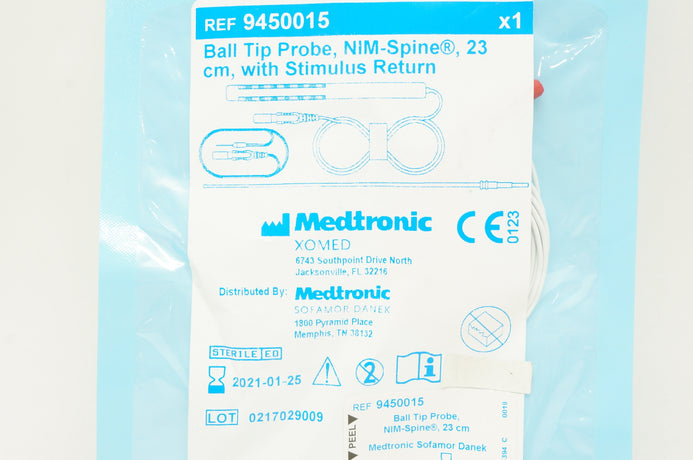 REF 9450015 x1
Ball Tip Probe, NIM-Spine®, 23
cm, with Stimulus Return
Medtronic
XOMED
6743 Southpoint Drive North
Jacksonville, FL 32216
CE 0123
Distributed By: Medtronic
SOFAMOR DANEK
1800 Pyramid Place
Memphis, TN 38132
STERILE EO
2021-01-25
2
i
LOT 0217029009
PEEL
REF 9450015
Ball Tip Probe,
NIM-Spine®, 23 cm
Medtronic Sofamor Danek
394 C 0019